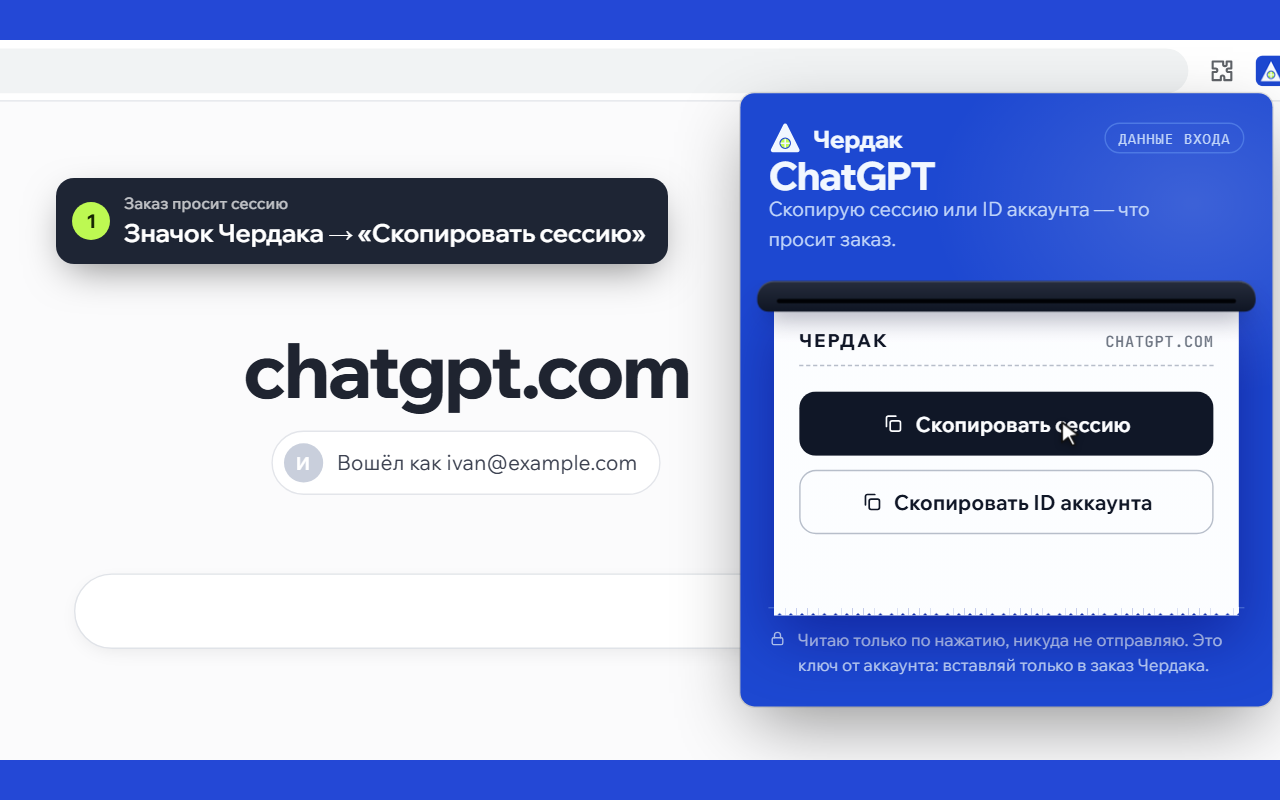 1
Заказ просит сессию
Значок Чердака → «Скопировать сессию»
chatgpt.com
И
Вошёл как ivan@example.com
Чердак
ДАННЫЕ ВХОДА
ChatGPT
Скопирую сессию или ID аккаунта — что
просит заказ.
ЧЕРДАК
CHATGPT.COM
Скопировать сессию
Скопировать ID аккаунта
Читаю только по нажатию, никуда не отправляю. Это
ключ от аккаунта: вставляй только в заказ Чердака.